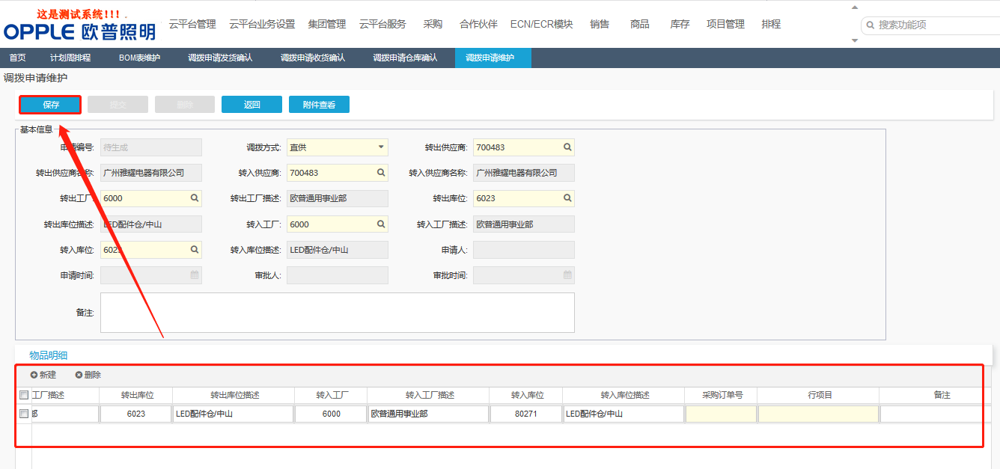 这是测试系统!!! .
OPPLE 欧普照明
云平台管理 云平台业务设置 集团管理 云平台服务 采购 合作伙伴 ECN/ECR模块 销售 商品 库存 项目管理 排程
搜索功能项
首页 计划周排程 BOM表维护 调拨申请发货确认 调拨申请收货确认 调拨申请仓库确认 调拨申请维护
调拨申请维护
保存 提交 删除 返回 附件查看
基本信息
申请编号: 待生成 调拨方式: 直供 转出供应商: 700483
转出供应商名称: 广州雅耀电器有限公司 转入供应商: 700483 转入供应商名称: 广州雅耀电器有限公司
转出工厂: 6000 转出工厂描述: 欧普通用事业部 转出库位: 6023
转出库位描述: LED配件仓/中山 转入工厂: 6000 转入工厂描述: 欧普通用事业部
转入库位: 6023 转入库位描述: LED配件仓/中山 申请人:
申请时间: 审批人: 审批时间:
备注:
物品明细
新建 删除
工厂描述 转出库位 转出库位描述 转入工厂 转入工厂描述 转入库位 转入库位描述 采购订单号 行项目 备注
部 6023 LED配件仓/中山 6000 欧普通用事业部 80271 LED配件仓/中山